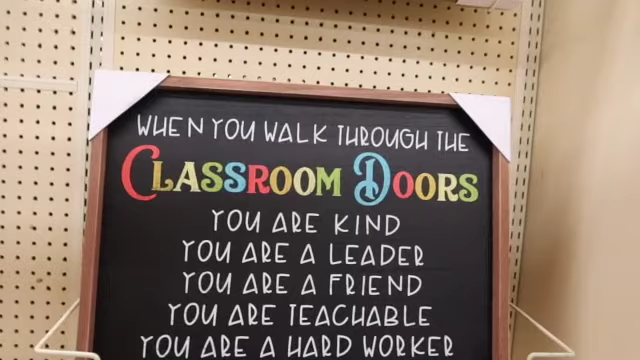 WHEN YOU WALK THROUGH THE
CLASSROOM DOORS
YOU ARE KIND
YOU ARE A LEADER
YOU ARE A FRIEND
YOU ARE TEACHABLE
YOU ARE A HARD WORKER